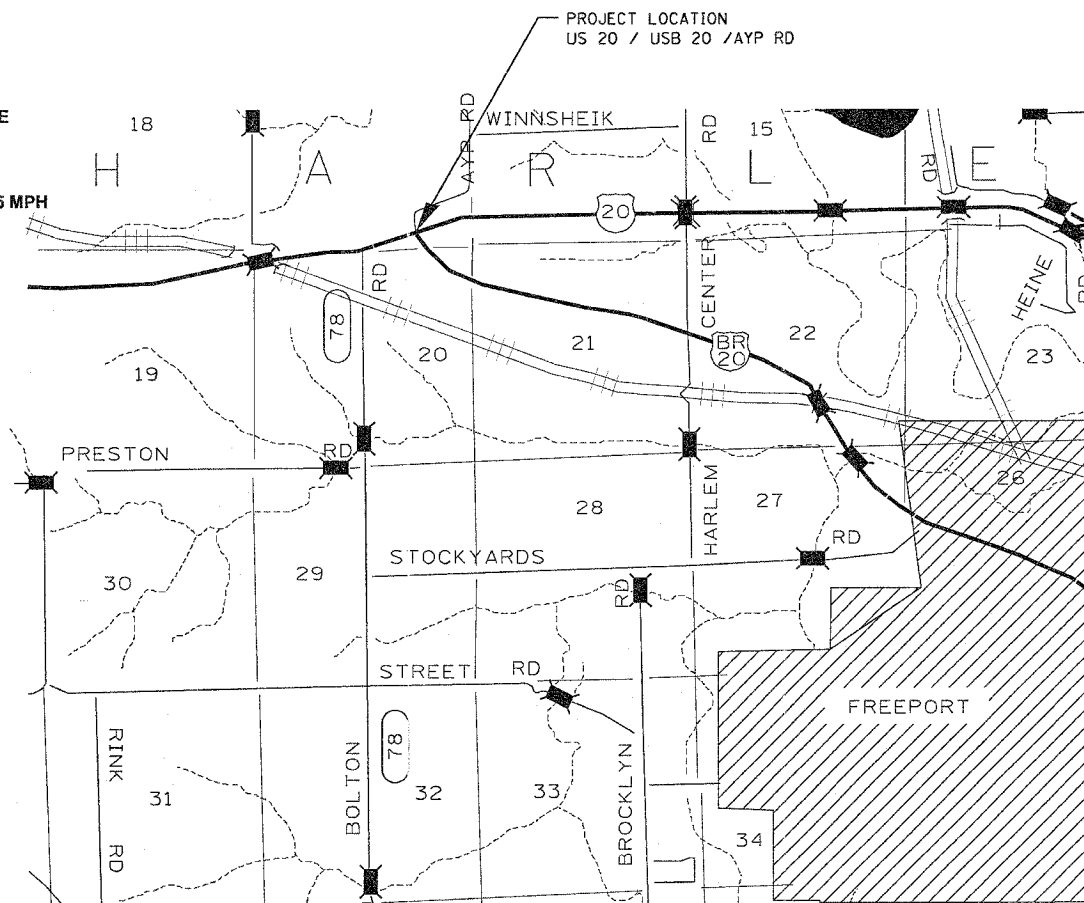 PROJECT LOCATION
US 20 / USB 20 /AYP RD
E
18
AYP RD
WINNSHEIK
RD
15
H A R L E
RD
MPH
20
RD
78
CENTER
BR
20
HEINE
RD
19
20
21
22
23
PRESTON RD
26
28
27
HARLEM
30
29
STOCKYARDS RD
RD
STREET RD
FREEPORT
RINK RD
78
BOLTON
31
32
33
BROCKLYN
34